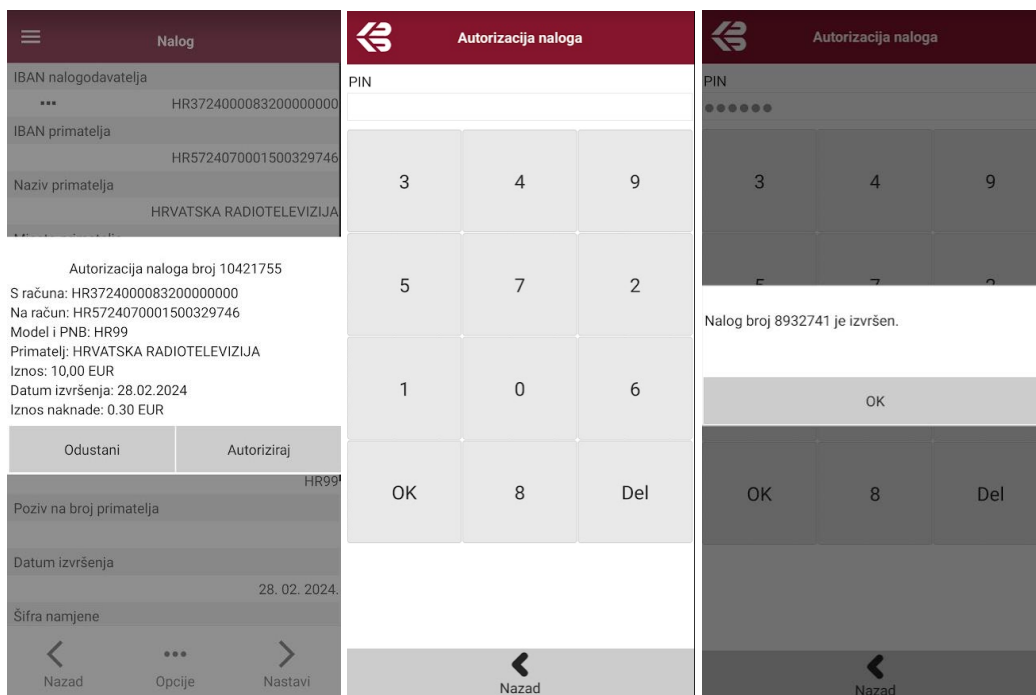 Nalog
IBAN nalogodavatelja
HR3724000083200000000
IBAN primatelja
HR5724070001500329746
Naziv primatelja
HRVATSKA RADIOTELEVIZIJA
Autorizacija naloga broj 10421755
S računa: HR3724000083200000000
Na račun: HR5724070001500329746
Model i PNB: HR99
Primatelj: HRVATSKA RADIOTELEVIZIJA
Iznos: 10,00 EUR
Datum izvršenja: 28.02.2024
Iznos naknade: 0.30 EUR
Odustani
Autoriziraj
HR99
Poziv na broj primatelja
Datum izvršenja
28. 02. 2024.
Šifra namjene
Nazad
Opcije
Nastavi
Autorizacija naloga
PIN
3 4 9
5 7 2
1 0 6
OK 8 Del
Nazad
Autorizacija naloga
PIN
3 4 9
Nalog broj 8932741 je izvršen.
OK
OK 8 Del
Nazad